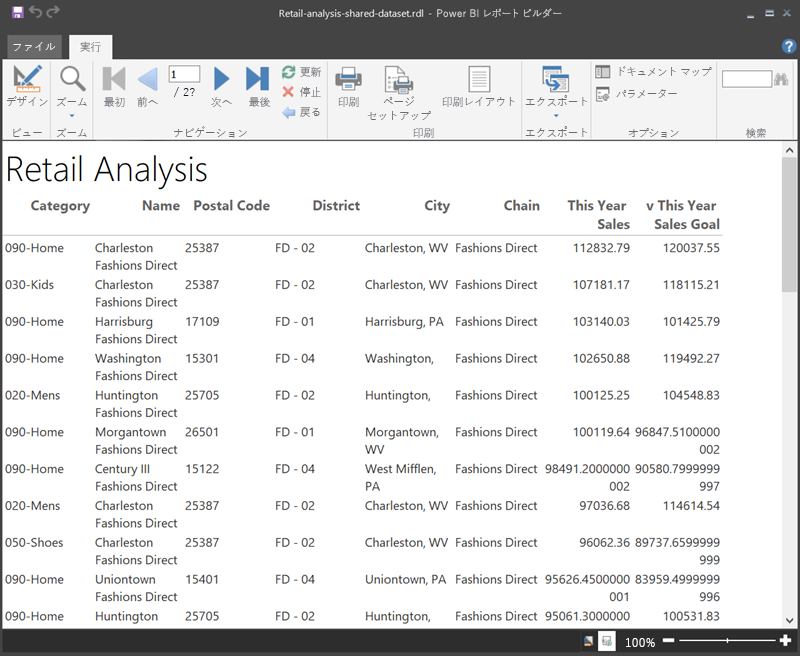 Retail-analysis-shared-dataset.rdl - Power BI レポート ビルダー
ファイル 実行
デザイン ズーム 最初 前へ 1 / 2? 次へ 最後 更新 停止 戻る 印刷 ページ セットアップ 印刷レイアウト エクスポート ドキュメント マップ パラメーター
ビュー ズーム ナビゲーション 印刷 エクスポート オプション 検索
Retail Analysis
Category Name Postal Code District City Chain This Year v This Year
Sales Sales Goal
090-Home Charleston 25387 FD - 02 Charleston, WV Fashions Direct 112832.79 120037.55
Fashions Direct
030-Kids Charleston 25387 FD - 02 Charleston, WV Fashions Direct 107181.17 118115.21
Fashions Direct
090-Home Harrisburg 17109 FD - 01 Harrisburg, PA Fashions Direct 103140.03 101425.79
Fashions Direct
090-Home Washington 15301 FD - 04 Washington, Fashions Direct 102650.88 119492.27
Fashions Direct
020-Mens Huntington 25705 FD - 02 Huntington, Fashions Direct 100125.25 104548.83
Fashions Direct
090-Home Morgantown 26501 FD - 01 Morgantown, Fashions Direct 100119.64 96847.5100000
Fashions Direct WV 002
090-Home Century III 15122 FD - 04 West Mifflen, Fashions Direct 98491.2000000 90580.7999999
Fashions Direct PA 002 997
020-Mens Charleston 25387 FD - 02 Charleston, WV Fashions Direct 97036.68 114614.54
Fashions Direct
050-Shoes Charleston 25387 FD - 02 Charleston, WV Fashions Direct 96062.36 89737.6599999
Fashions Direct 999
090-Home Uniontown 15401 FD - 04 Uniontown, PA Fashions Direct 95626.4500000 83959.4999999
Fashions Direct 001 996
090-Home Huntington 25705 FD - 02 Huntington, Fashions Direct 95061.3000000 100531.83
100%